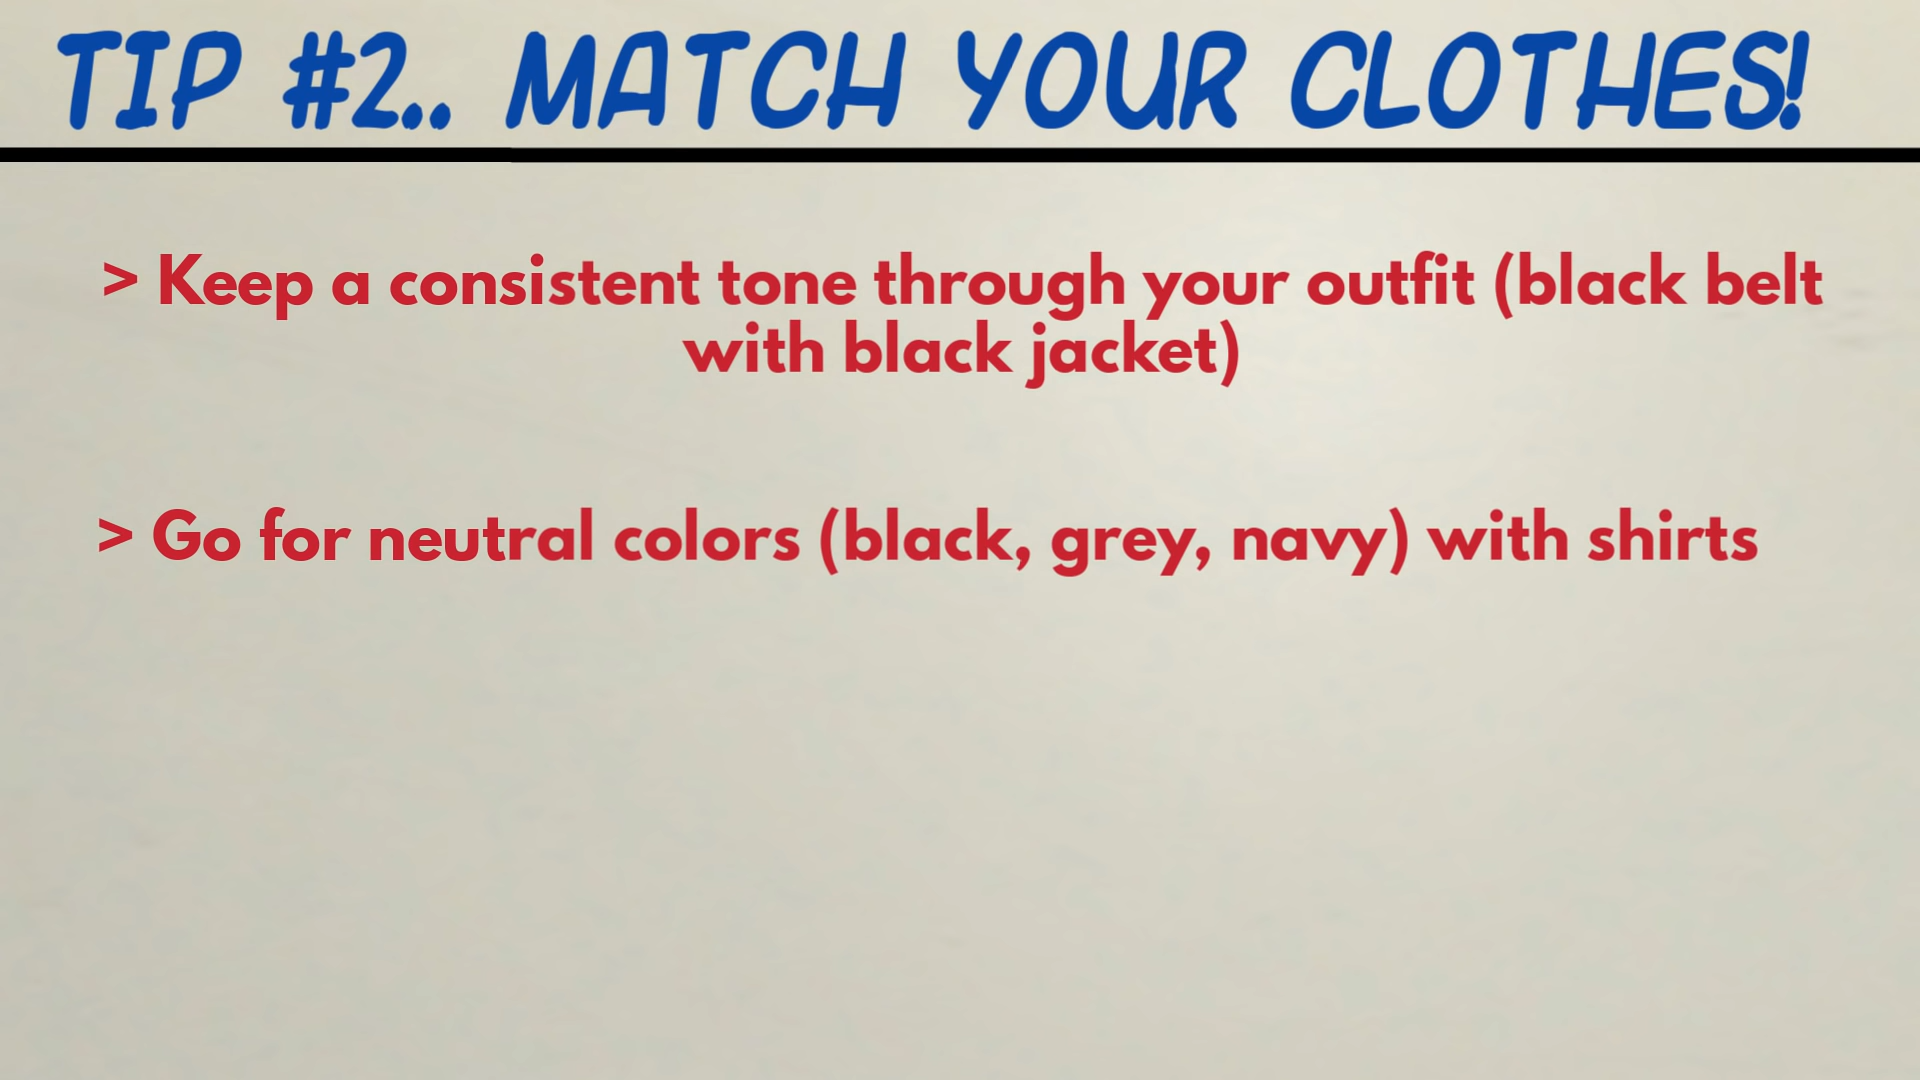 TIP #2.. MATCH YOUR CLOTHES!
> Keep a consistent tone through your outfit (black belt
with black jacket)
> Go for neutral colors (black, grey, navy) with shirts